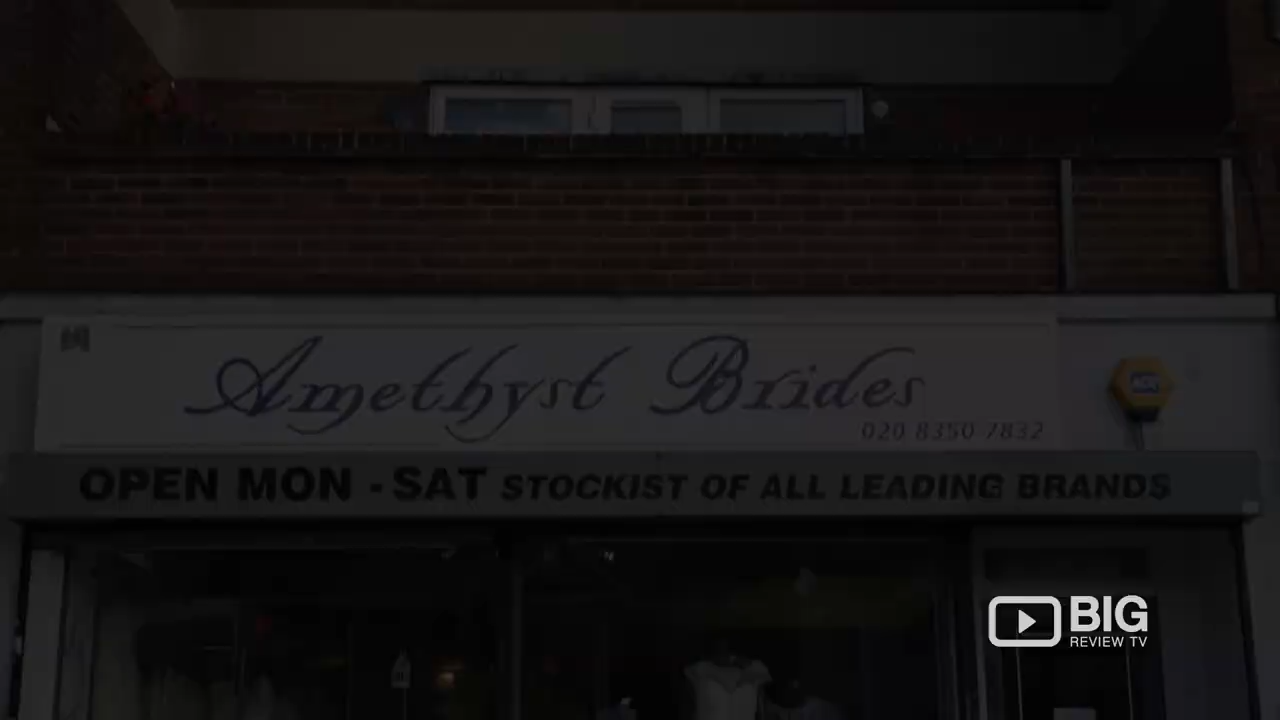 Amethyst Brides
020 8350 7832
OPEN MON - SAT STOCKIST OF ALL LEADING BRANDS
BIG
REVIEW TV